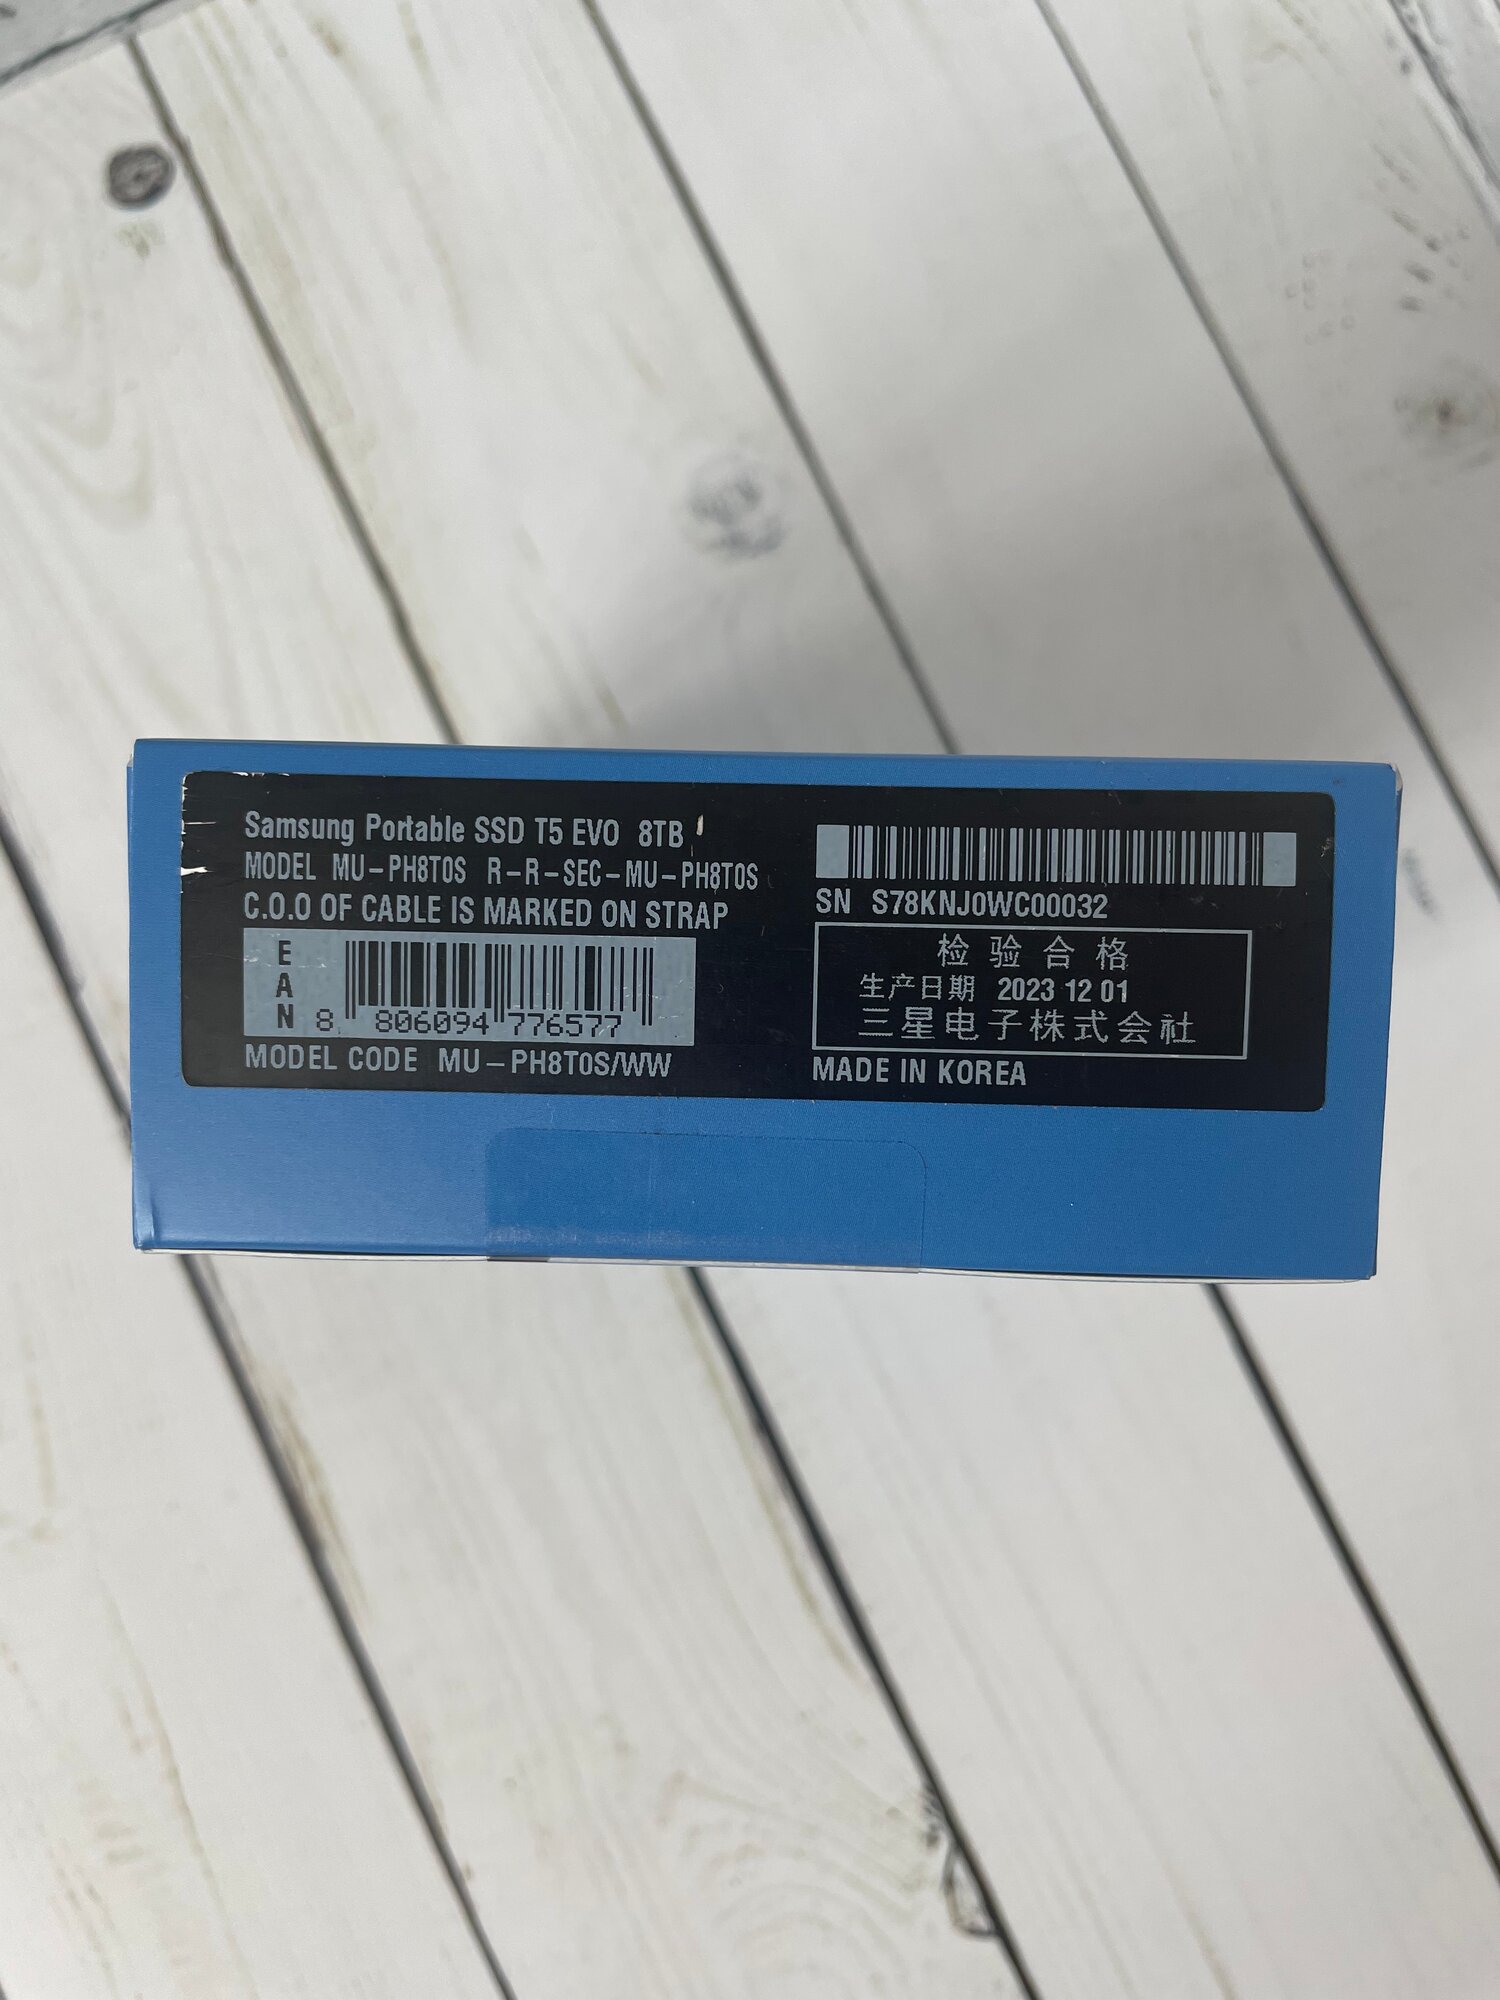 Samsung Portable SSD T5 EVO 8TB
MODEL MU-PH8T0S R-R-SEC-MU-PH8T0S
C.O.O OF CABLE IS MARKED ON STRAP
EAN
8 806094 776577
MODEL CODE MU-PH8T0S/WW
SN S78KNJ0WC00032
检验合格
生产日期 2023 12 01
三星电子株式会社
MADE IN KOREA